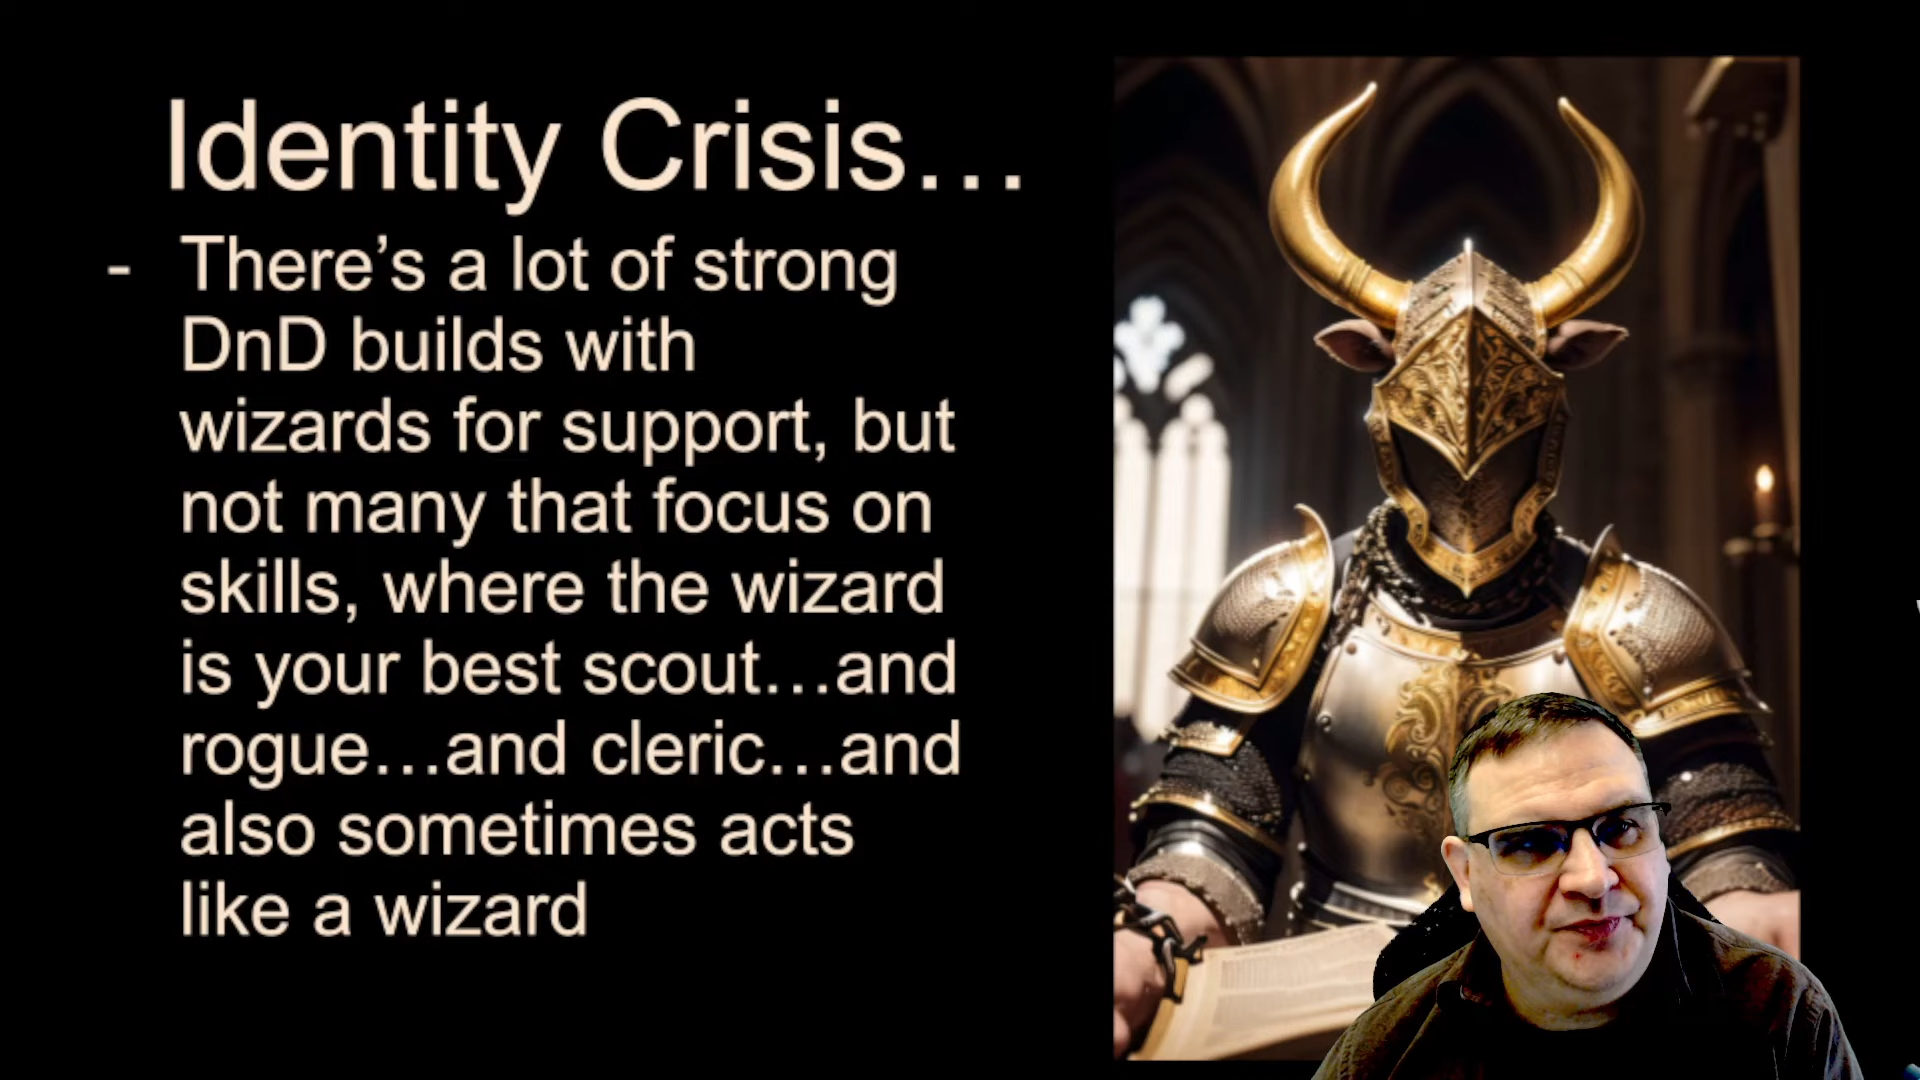 Identity Crisis…
- There’s a lot of strong
DnD builds with
wizards for support, but
not many that focus on
skills, where the wizard
is your best scout…and
rogue…and cleric…and
also sometimes acts
like a wizard